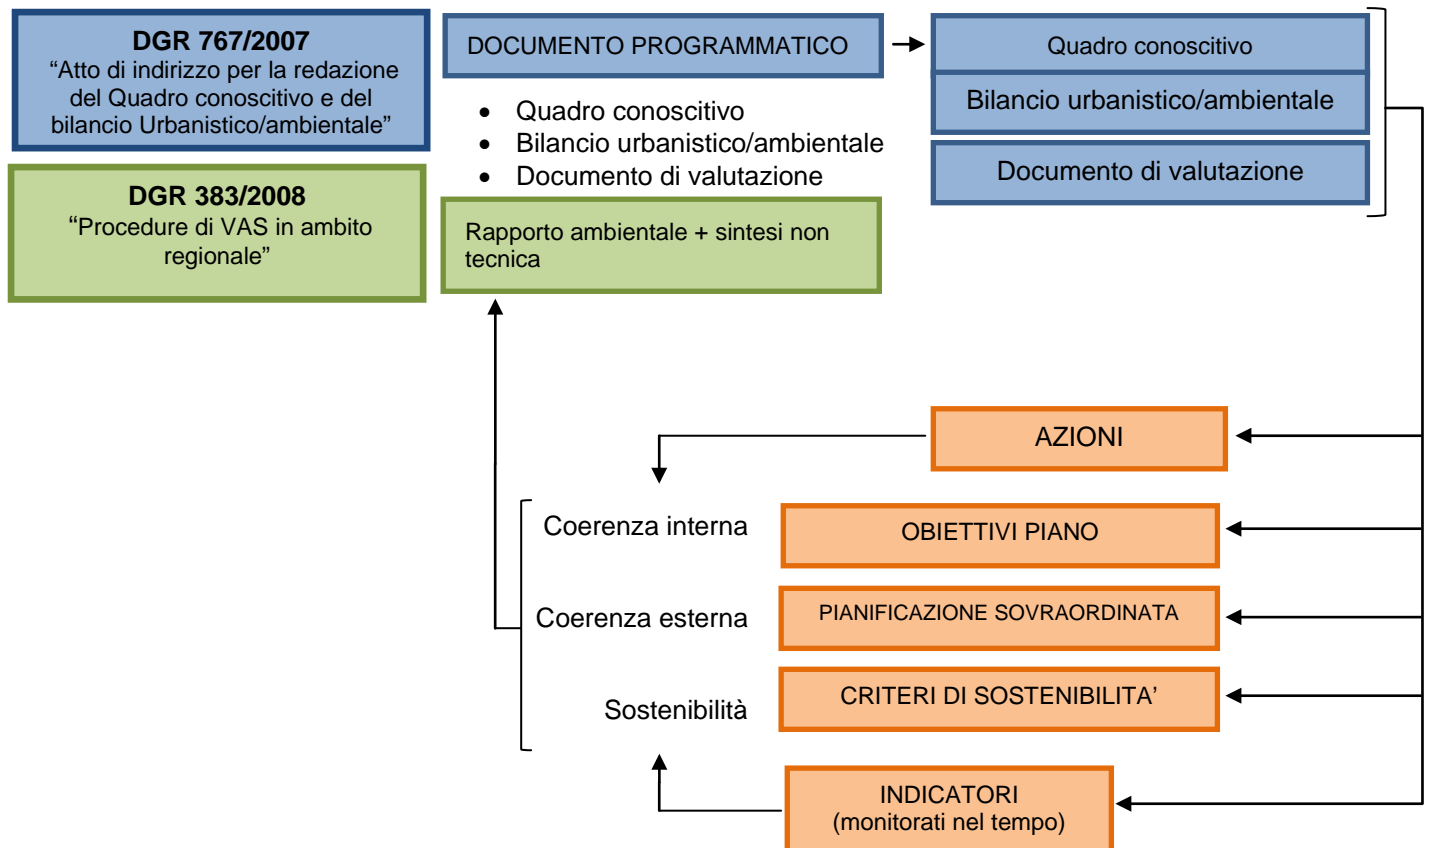 DGR 767/2007
“Atto di indirizzo per la redazione
del Quadro conoscitivo e del
bilancio Urbanistico/ambientale”
DGR 383/2008
“Procedure di VAS in ambito
regionale”
DOCUMENTO PROGRAMMATICO
• Quadro conoscitivo
• Bilancio urbanistico/ambientale
• Documento di valutazione
Rapporto ambientale + sintesi non
tecnica
Quadro conoscitivo
Bilancio urbanistico/ambientale
Documento di valutazione
AZIONI
Coerenza interna
OBIETTIVI PIANO
Coerenza esterna
PIANIFICAZIONE SOVRAORDINATA
Sostenibilità
CRITERI DI SOSTENIBILITA’
INDICATORI
(monitorati nel tempo)